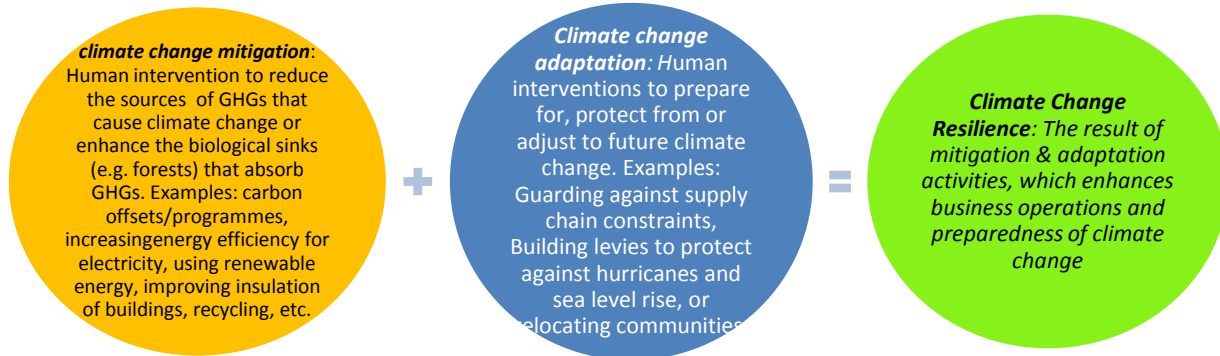 climate change mitigation:
Human intervention to reduce
the sources of GHGs that
cause climate change or
enhance the biological sinks
(e.g. forests) that absorb
GHGs. Examples: carbon
offsets/programmes,
increasingenergy efficiency for
electricity, using renewable
energy, improving insulation
of buildings, recycling, etc.
+
Climate change
adaptation: Human
interventions to prepare
for, protect from or
adjust to future climate
change. Examples:
Guarding against supply
chain constraints,
Building levies to protect
against hurricanes and
sea level rise, or
relocating communities
=
Climate Change
Resilience: The result of
mitigation & adaptation
activities, which enhances
business operations and
preparedness of climate
change